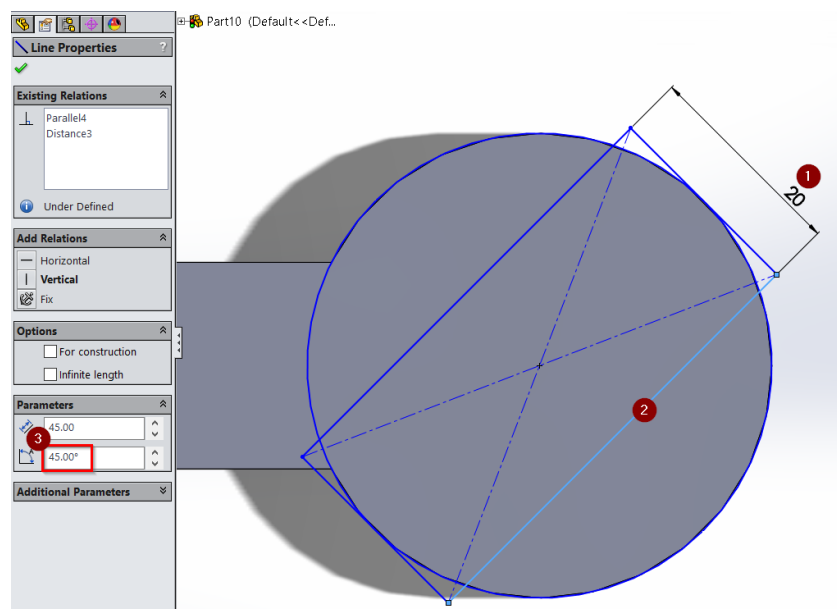 Part10 (Default<<Def...
Line Properties ?
Existing Relations
Parallel4
Distance3
Under Defined
Add Relations
Horizontal
Vertical
Fix
Options
For construction
Infinite length
Parameters
45.00
3
45.00°
Additional Parameters
1
20
2